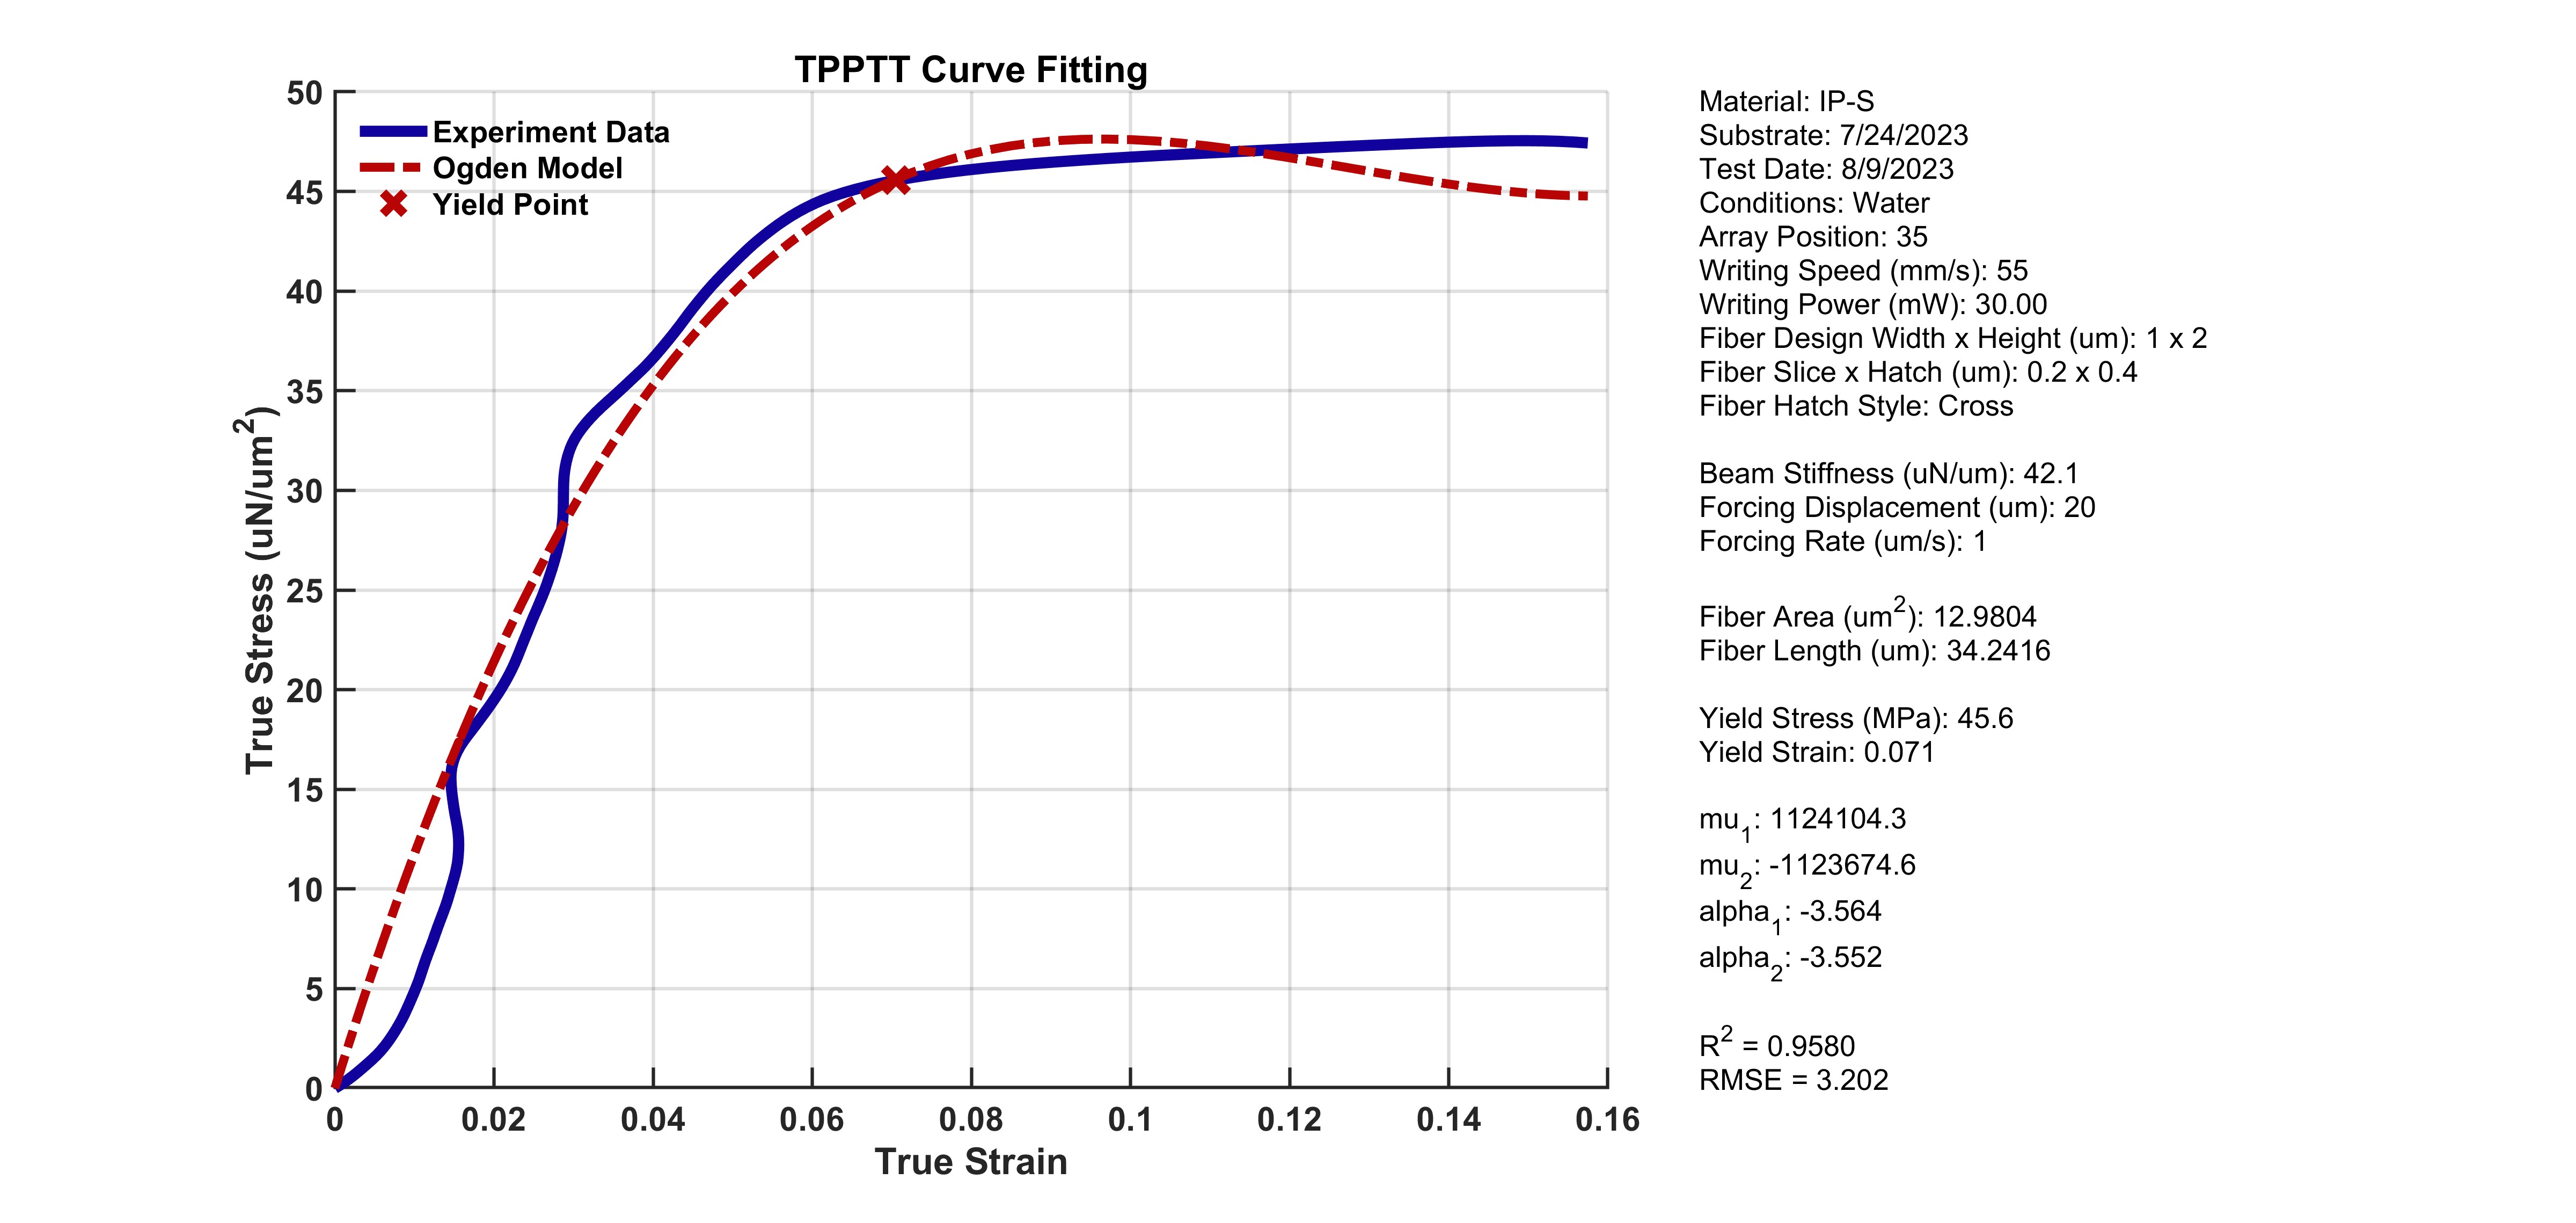 TPPTT Curve Fitting
50
45
40
35
30
25
20
15
10
5
0
True Stress (uN/um²)
Experiment Data
Ogden Model
Yield Point
0
0.02
0.04
0.06
0.08
0.1
0.12
0.14
0.16
True Strain
Material: IP-S
Substrate: 7/24/2023
Test Date: 8/9/2023
Conditions: Water
Array Position: 35
Writing Speed (mm/s): 55
Writing Power (mW): 30.00
Fiber Design Width x Height (um): 1 x 2
Fiber Slice x Hatch (um): 0.2 x 0.4
Fiber Hatch Style: Cross
Beam Stiffness (uN/um): 42.1
Forcing Displacement (um): 20
Forcing Rate (um/s): 1
Fiber Area (um²): 12.9804
Fiber Length (um): 34.2416
Yield Stress (MPa): 45.6
Yield Strain: 0.071
mu₁: 1124104.3
mu₂: -1123674.6
alpha₁: -3.564
alpha₂: -3.552
R² = 0.9580
RMSE = 3.202